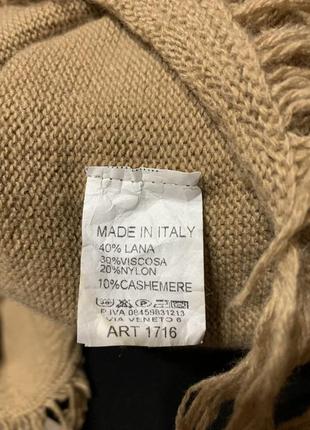 MADE IN ITALY
40% LANA
30%VISCOSA
20%NYLON
10%CASHEMERE
P.IVA 08459831213
VIA VENETO 6
ART 1716